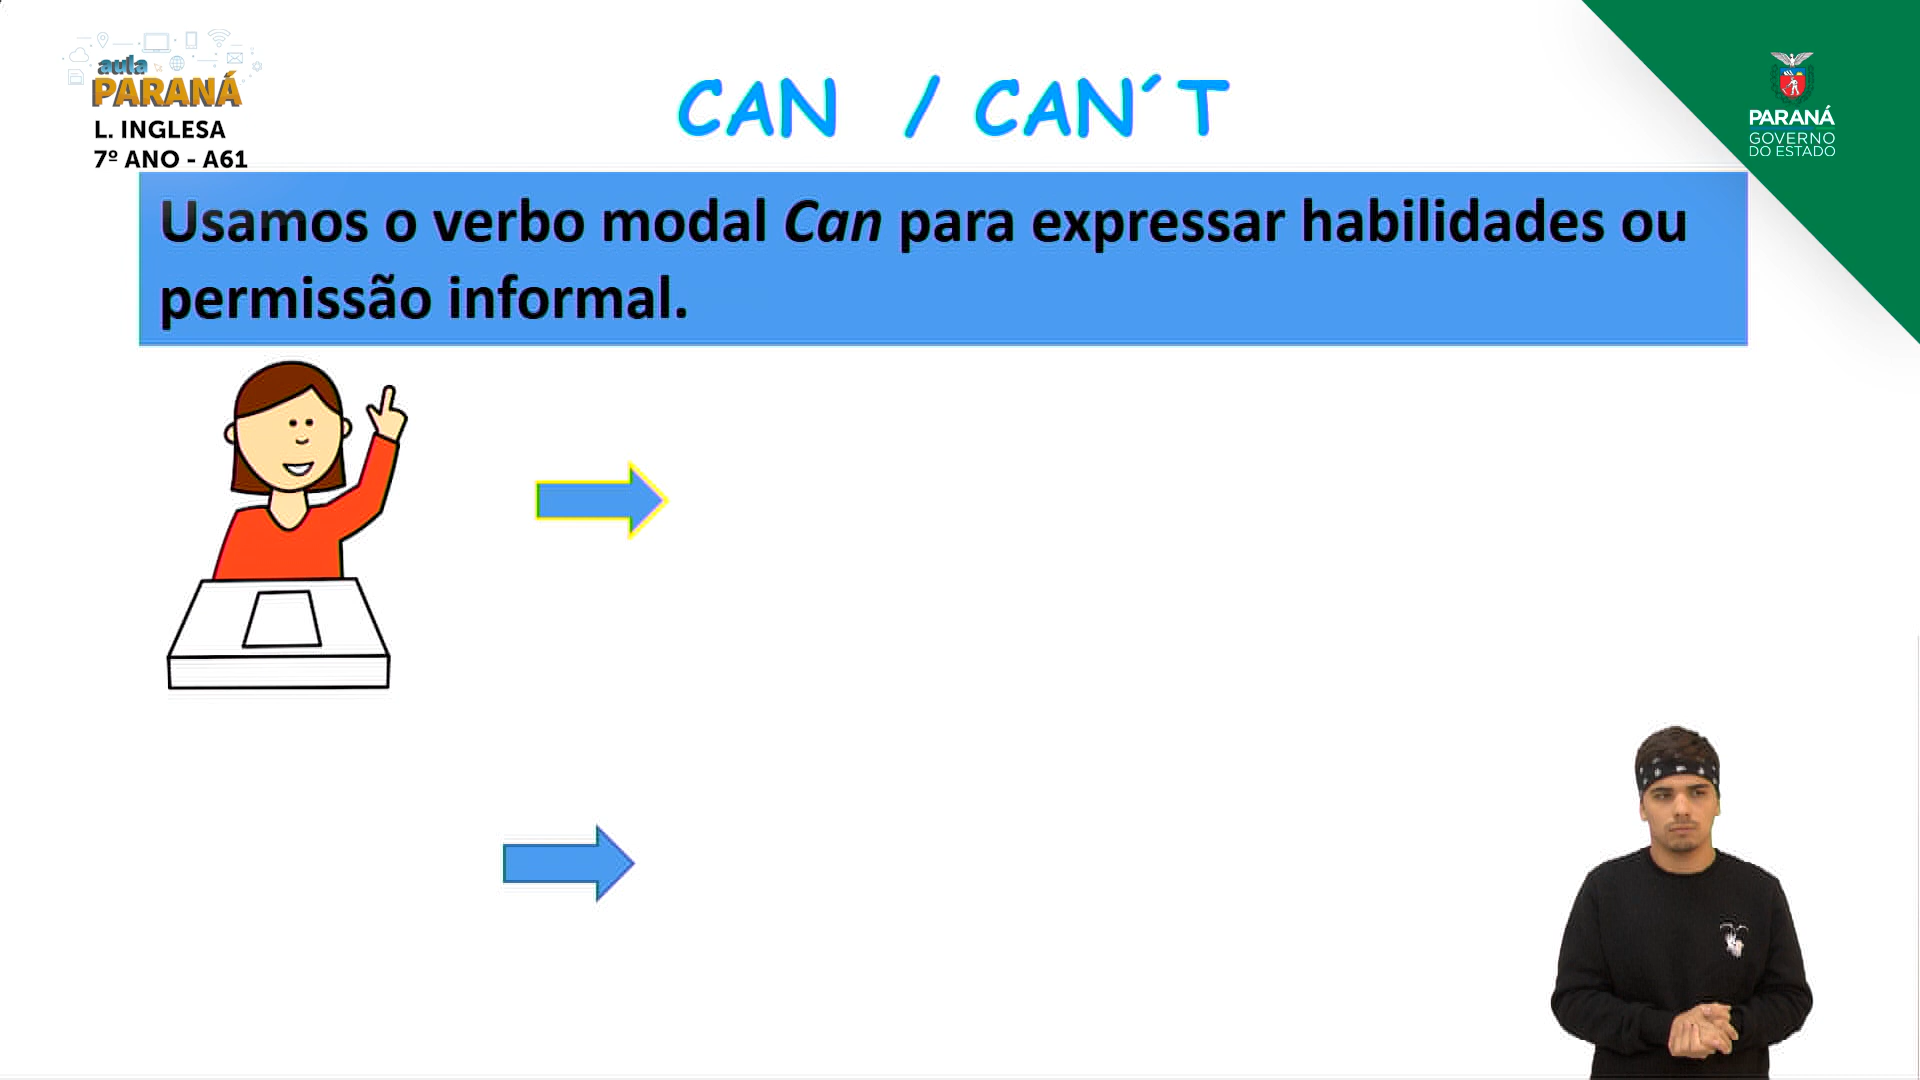 aula
PARANÁ
L. INGLESA
7º ANO - A61
CAN / CAN´T
PARANÁ
GOVERNO
DO ESTADO
Usamos o verbo modal Can para expressar habilidades ou
permissão informal.